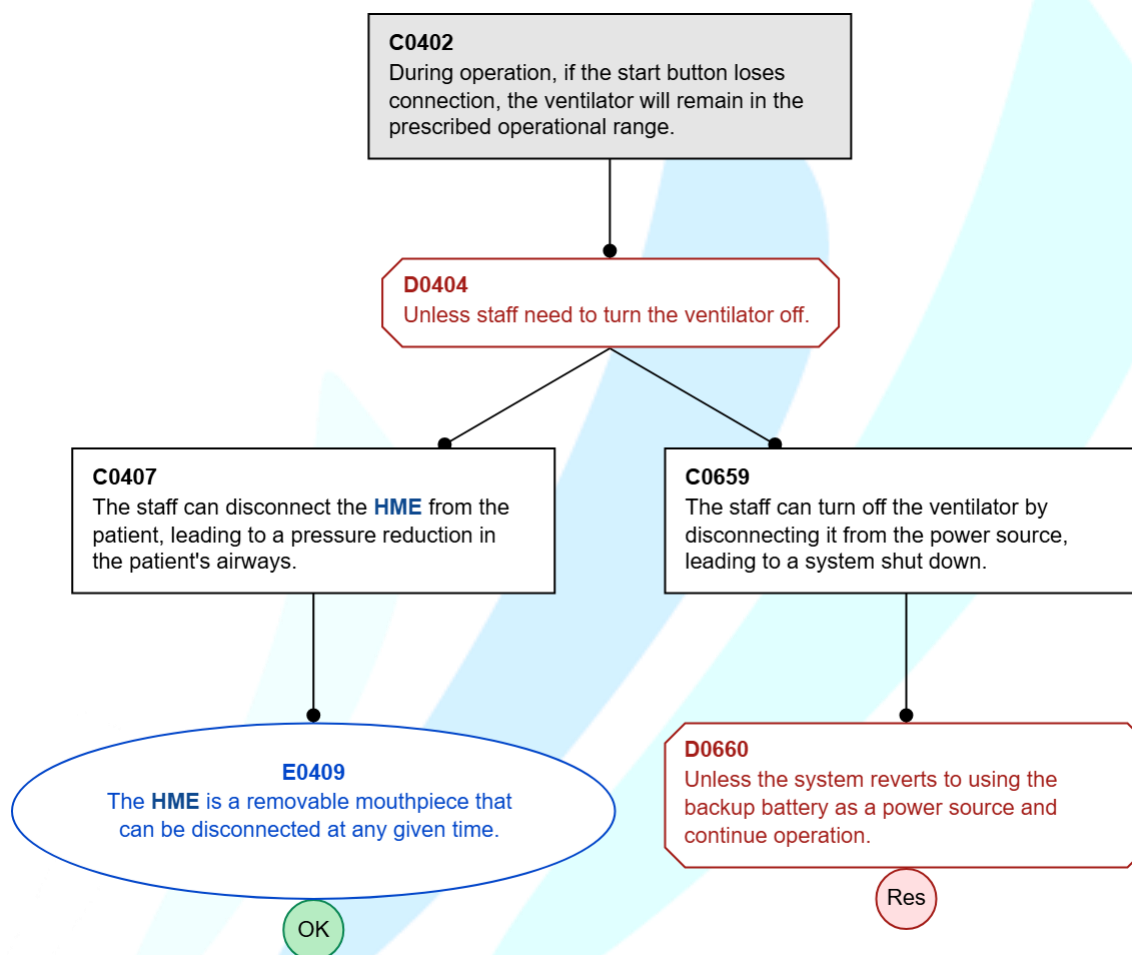 C0402
During operation, if the start button loses
connection, the ventilator will remain in the
prescribed operational range.
D0404
Unless staff need to turn the ventilator off.
C0407
The staff can disconnect the HME from the
patient, leading to a pressure reduction in
the patient's airways.
C0659
The staff can turn off the ventilator by
disconnecting it from the power source,
leading to a system shut down.
E0409
The HME is a removable mouthpiece that
can be disconnected at any given time.
OK
D0660
Unless the system reverts to using the
backup battery as a power source and
continue operation.
Res